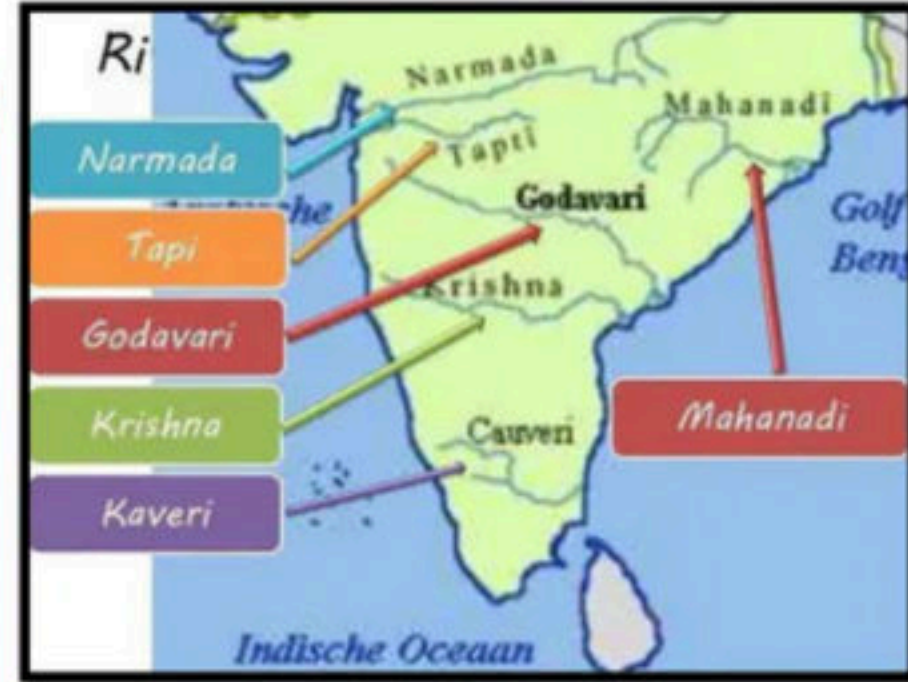 Ri
Narmada
Mahanadi
Narmada
Tapti
Godavari
Golf
Beng
Tapi
Krishna
Godavari
Mahanadi
Krishna
Cauveri
Kaveri
Indische Oceaan